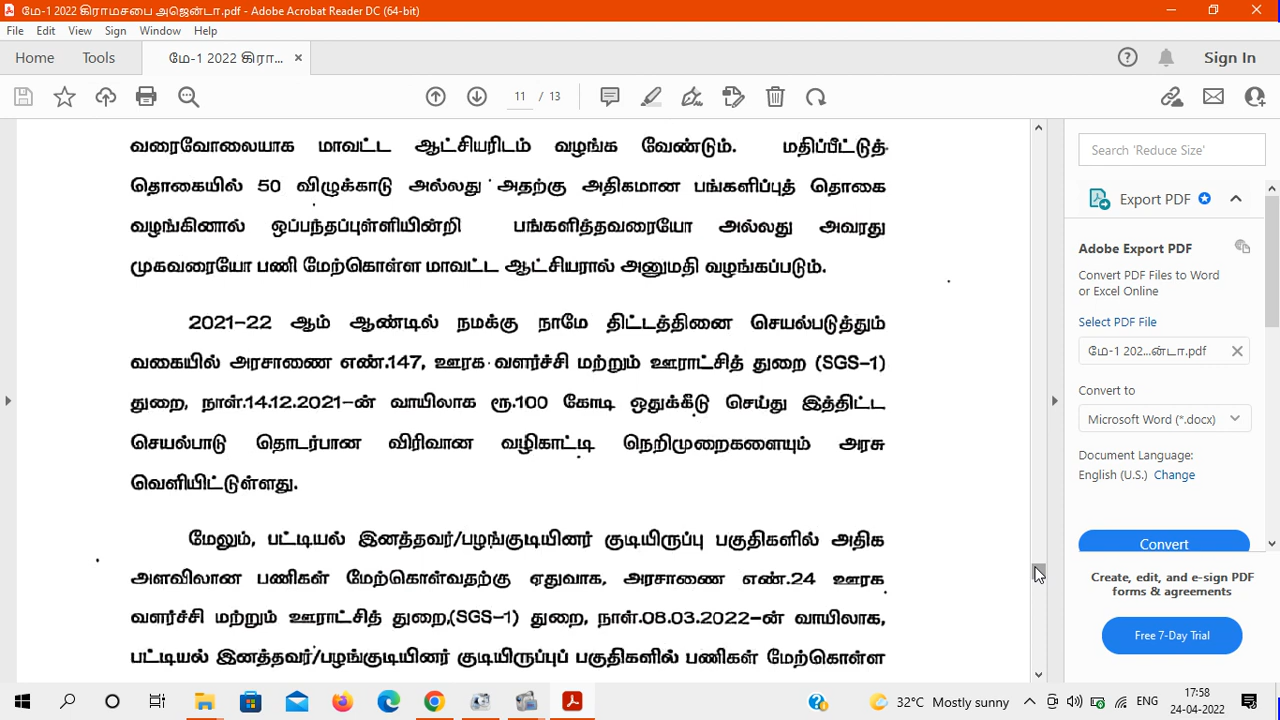 மே-1 2022 கிராமசபை அஜென்டா.pdf - Adobe Acrobat Reader DC (64-bit)
File Edit View Sign Window Help
Home Tools மே-1 2022 கிரா... × Sign In
11 / 13
வரைவோலையாக மாவட்ட ஆட்சியரிடம் வழங்க வேண்டும். மதிப்பீட்டுத்
தொகையில் 50 விழுக்காடு அல்லது அதற்கு அதிகமான பங்களிப்புத் தொகை
வழங்கினால் ஒப்பந்தப்புள்ளியின்றி பங்களித்தவரையோ அல்லது அவரது
முகவரையோ பணி மேற்கொள்ள மாவட்ட ஆட்சியரால் அனுமதி வழங்கப்படும்.
2021-22 ஆம் ஆண்டில் நமக்கு நாமே திட்டத்தினை செயல்படுத்தும்
வகையில் அரசாணை எண்.147, ஊரக வளர்ச்சி மற்றும் ஊராட்சித் துறை (SGS-1)
துறை, நாள்.14.12.2021-ன் வாயிலாக ரூ.100 கோடி ஒதுக்கீடு செய்து இத்திட்ட
செயல்பாடு தொடர்பான விரிவான வழிகாட்டி நெறிமுறைகளையும் அரசு
வெளியிட்டுள்ளது.
மேலும், பட்டியல் இனத்தவர்/பழங்குடியினர் குடியிருப்பு பகுதிகளில் அதிக
அளவிலான பணிகள் மேற்கொள்வதற்கு ஏதுவாக, அரசாணை எண்.24 ஊரக
வளர்ச்சி மற்றும் ஊராட்சித் துறை,(SGS-1) துறை, நாள்.08.03.2022-ன் வாயிலாக,
பட்டியல் இனத்தவர்/பழங்குடியினர் குடியிருப்புப் பகுதிகளில் பணிகள் மேற்கொள்ள
Search 'Reduce Size'
Export PDF
Adobe Export PDF
Convert PDF Files to Word
or Excel Online
Select PDF File
மே-1 202...ன்டா.pdf
Convert to
Microsoft Word (*.docx)
Document Language:
English (U.S.) Change
Convert
Create, edit, and e-sign PDF
forms & agreements
Free 7-Day Trial
32°C Mostly sunny ENG 17:58
24-04-2022